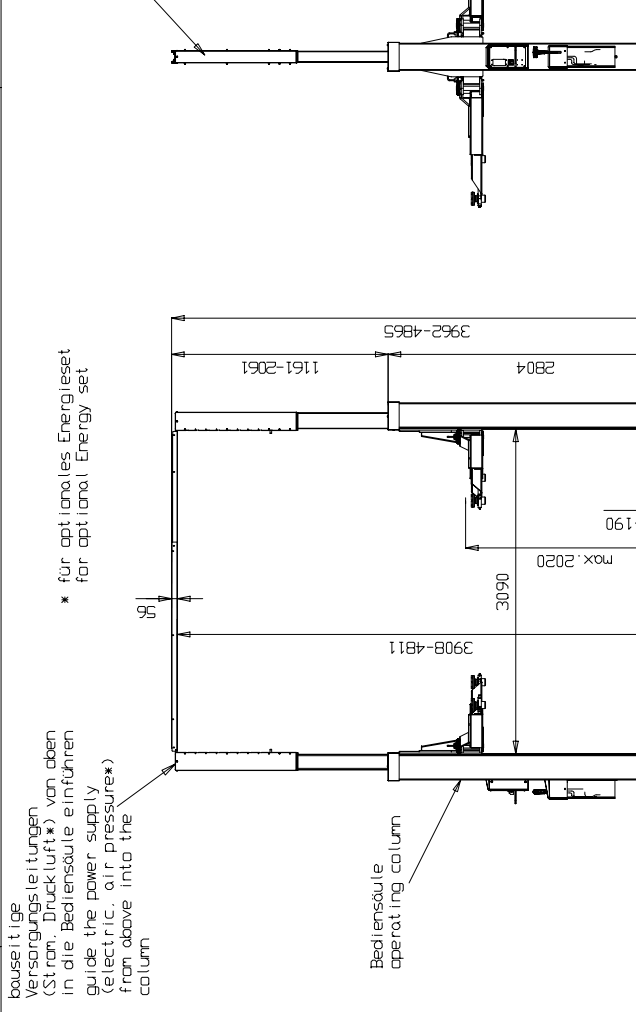 * für optionales Energieset
for optional Energy set
3962-4865
1161-2061
2804
190
max. 2020
3090
3908-4811
bauseitige
Versorgungsleitungen
(Strom, Druckluft*) von oben
in die Bediensäule einführen
guide the power supply
(electric, air pressure*)
from above into the
column
Bediensäule
operating column